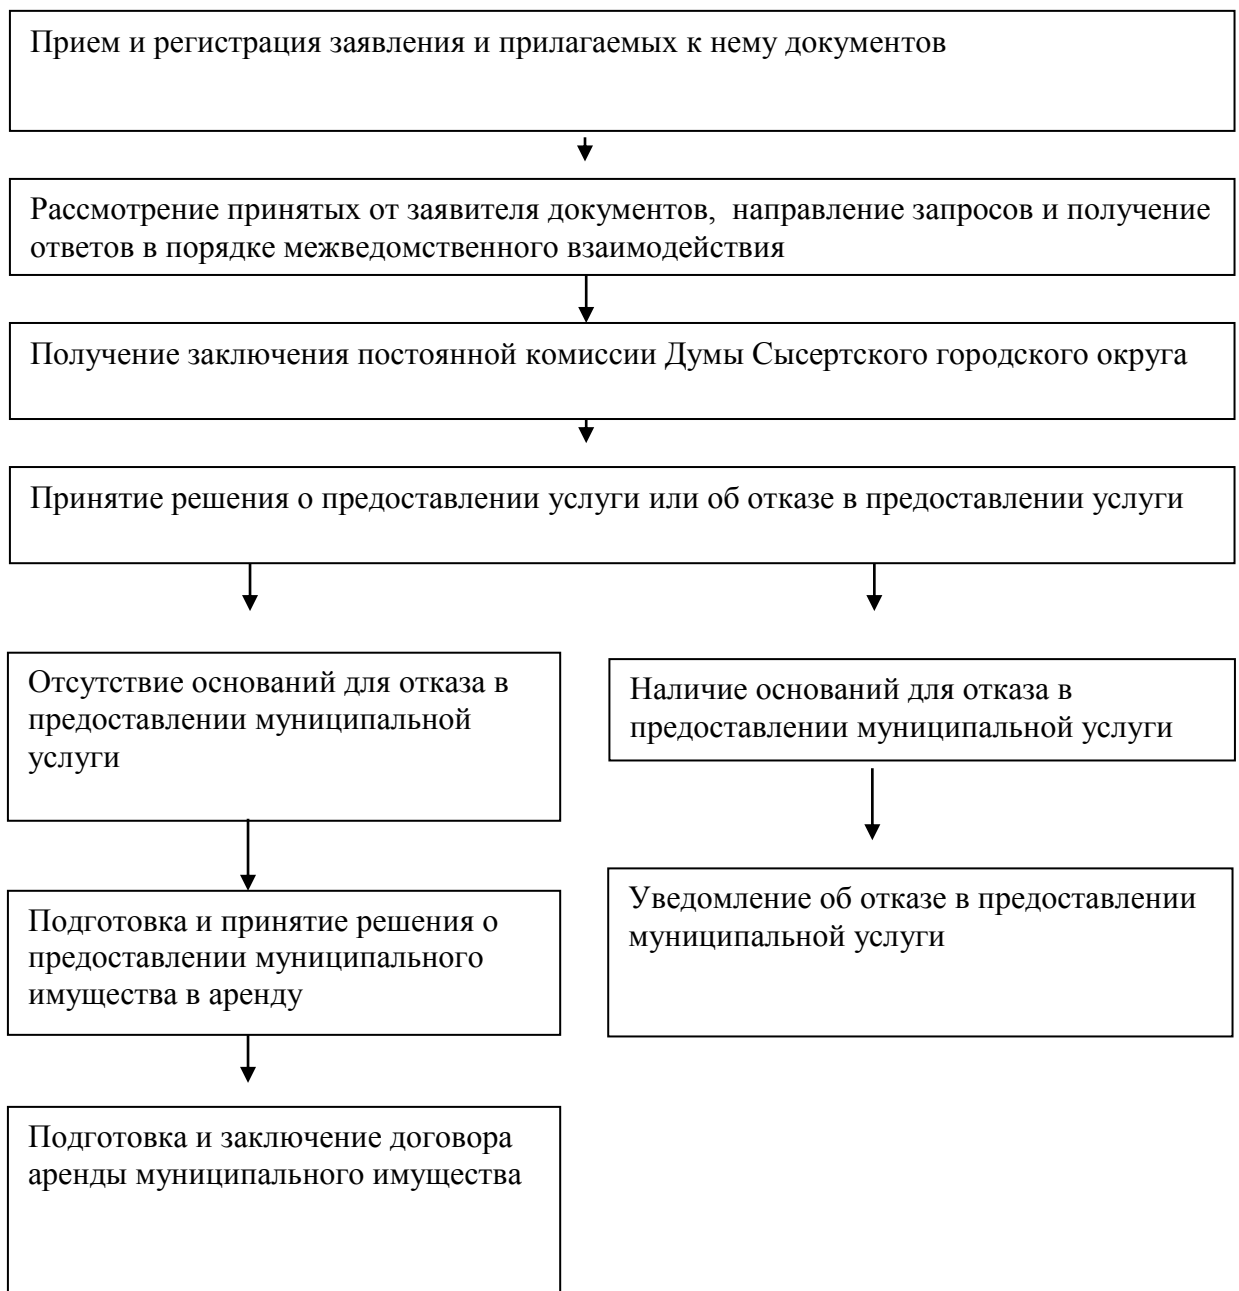 Прием и регистрация заявления и прилагаемых к нему документов
Рассмотрение принятых от заявителя документов,  направление запросов и получение
ответов в порядке межведомственного взаимодействия
Получение заключения постоянной комиссии Думы Сысертского городского округа
Принятие решения о предоставлении услуги или об отказе в предоставлении услуги
Отсутствие оснований для отказа в
предоставлении муниципальной
услуги
Наличие оснований для отказа в
предоставлении муниципальной услуги
Подготовка и принятие решения о
предоставлении муниципального
имущества в аренду
Уведомление об отказе в предоставлении
муниципальной услуги
Подготовка и заключение договора
аренды муниципального имущества